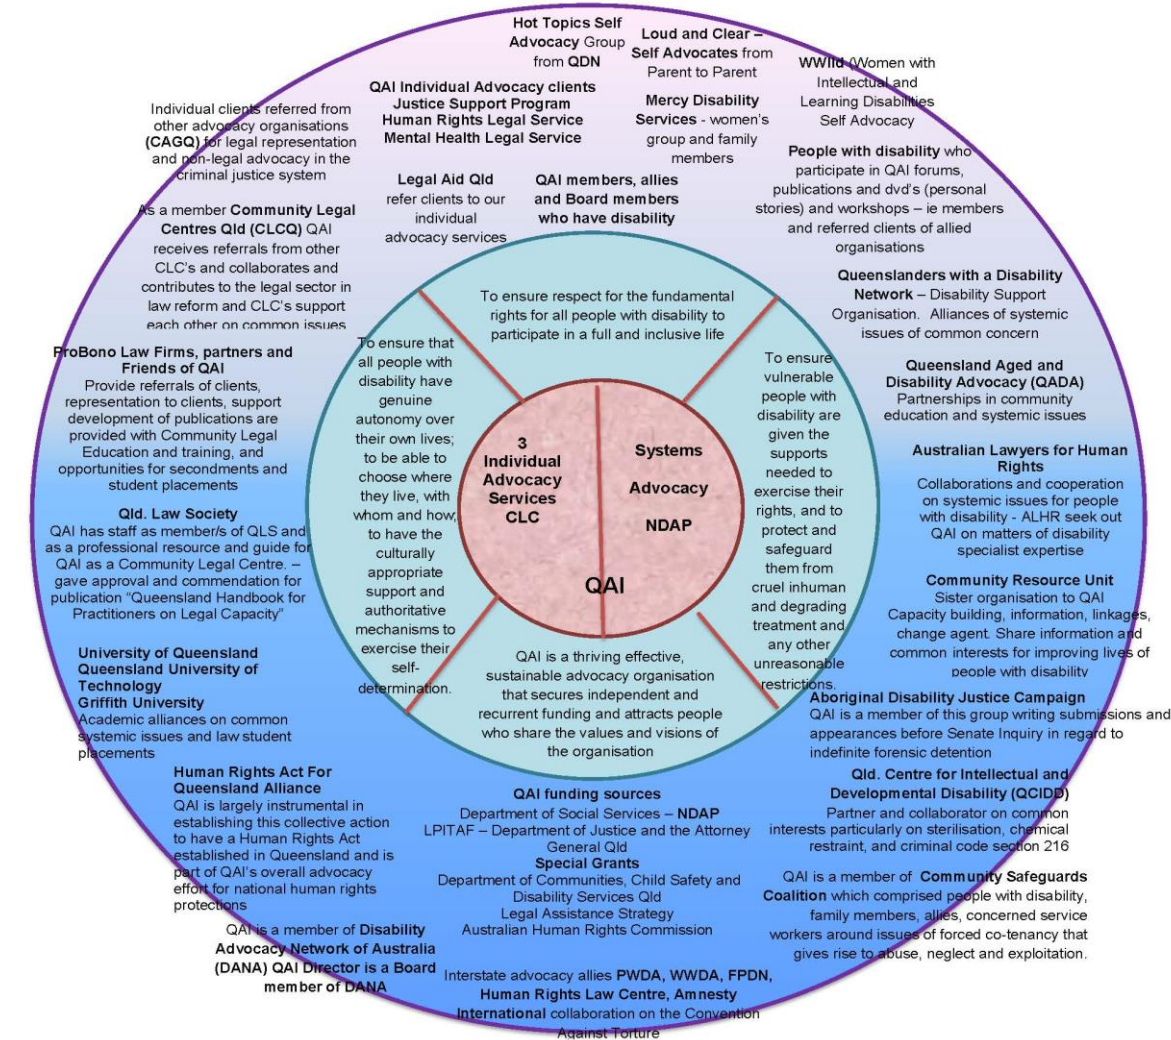 Hot Topics Self
Advocacy Group
from QDN
Loud and Clear –
Self Advocates from
Parent to Parent
WWild (Women with
Intellectual and
Learning Disabilities
Self Advocacy
QAI Individual Advocacy clients
Justice Support Program
Human Rights Legal Service
Mental Health Legal Service
Mercy Disability
Services - women's
group and family
members
Individual clients referred from
other advocacy organisations
(CAGQ) for legal representation
and non-legal advocacy in the
criminal justice system
People with disability who
participate in QAI forums,
publications and dvd's (personal
stories) and workshops – ie members
and referred clients of allied
organisations
Legal Aid Qld
refer clients to our
individual
advocacy services
QAI members, allies
and Board members
who have disability
As a member Community Legal
Centres Qld (CLCQ) QAI
receives referrals from other
CLC's and collaborates and
contributes to the legal sector in
law reform and CLC's support
each other on common issues
Queenslanders with a Disability
Network – Disability Support
Organisation. Alliances of systemic
issues of common concern
To ensure respect for the fundamental
rights for all people with disability to
participate in a full and inclusive life
ProBono Law Firms, partners and
Friends of QAI
Provide referrals of clients,
representation to clients, support
development of publications are
provided with Community Legal
Education and training, and
opportunities for secondments and
student placements
To ensure that
all people with
disability have
genuine
autonomy over
their own lives;
to be able to
choose where
they live, with
whom and how;
to have the
culturally
appropriate
support and
authoritative
mechanisms to
exercise their
self-
determination.
3
Individual
Advocacy
Services
CLC
Systems
Advocacy
NDAP
QAI
To ensure
vulnerable
people with
disability are
given the
supports
needed to
exercise their
rights, and to
protect and
safeguard
them from
cruel inhuman
and degrading
treatment and
any other
unreasonable
restrictions.
Queensland Aged and
Disability Advocacy (QADA)
Partnerships in community
education and systemic issues
Australian Lawyers for Human
Rights
Collaborations and cooperation
on systemic issues for people
with disability - ALHR seek out
QAI on matters of disability
specialist expertise
Qld. Law Society
QAI has staff as member/s of QLS and
as a professional resource and guide for
QAI as a Community Legal Centre. –
gave approval and commendation for
publication "Queensland Handbook for
Practitioners on Legal Capacity"
Community Resource Unit
Sister organisation to QAI
Capacity building, information, linkages,
change agent. Share information and
common interests for improving lives of
people with disability
QAI is a thriving effective,
sustainable advocacy organisation
that secures independent and
recurrent funding and attracts people
who share the values and visions of
the organisation
University of Queensland
Queensland University of
Technology
Griffith University
Academic alliances on common
systemic issues and law student
placements
Aboriginal Disability Justice Campaign
QAI is a member of this group writing submissions and
appearances before Senate Inquiry in regard to
indefinite forensic detention
Human Rights Act For
Queensland Alliance
QAI is largely instrumental in
establishing this collective action
to have a Human Rights Act
established in Queensland and is
part of QAI's overall advocacy
effort for national human rights
protections
QAI funding sources
Department of Social Services – NDAP
LPITAF – Department of Justice and the Attorney
General Qld
Special Grants
Department of Communities, Child Safety and
Disability Services Qld
Legal Assistance Strategy
Australian Human Rights Commission
Qld. Centre for Intellectual and
Developmental Disability (QCIDD)
Partner and collaborator on common
interests particularly on sterilisation, chemical
restraint, and criminal code section 216
QAI is a member of Community Safeguards
Coalition which comprised people with disability,
family members, allies, concerned service
workers around issues of forced co-tenancy that
gives rise to abuse, neglect and exploitation.
QAI is a member of Disability
Advocacy Network of Australia
(DANA) QAI Director is a Board
member of DANA
Interstate advocacy allies PWDA, WWDA, FPDN,
Human Rights Law Centre, Amnesty
International collaboration on the Convention
Against Torture